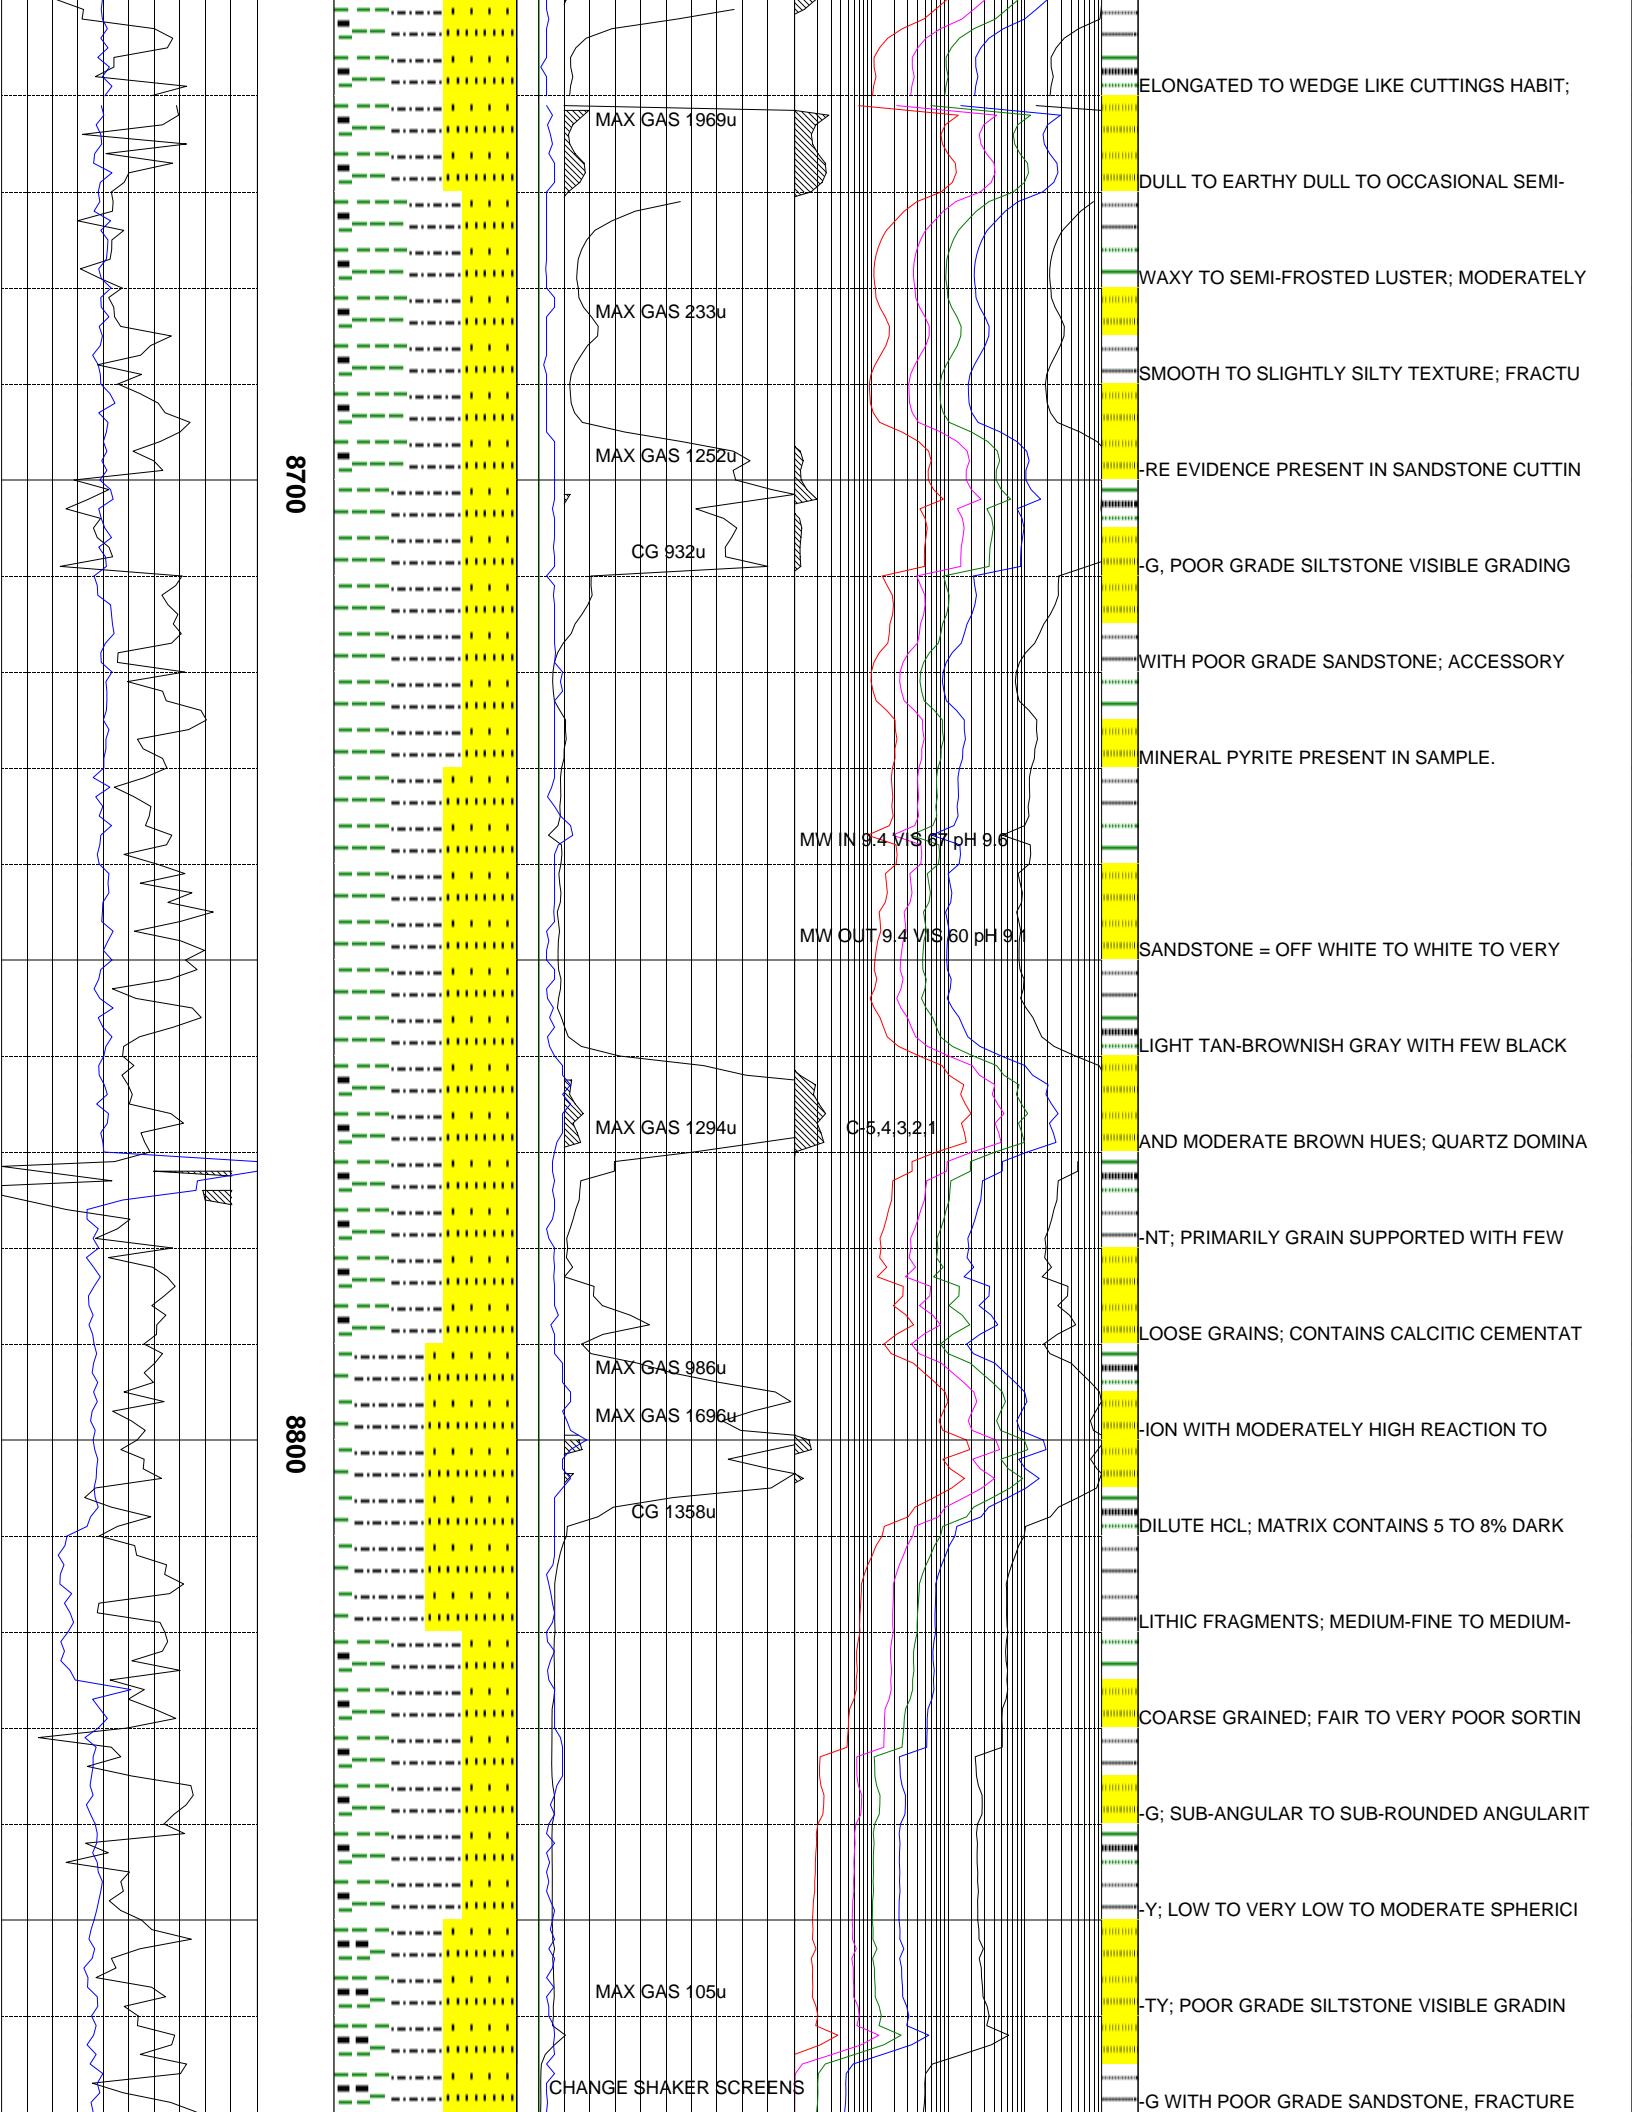 ELONGATED TO WEDGE LIKE CUTTINGS HABIT;
MAX GAS 1969u
DULL TO EARTHY DULL TO OCCASIONAL SEMI-
WAXY TO SEMI-FROSTED LUSTER; MODERATELY
MAX GAS 233u
SMOOTH TO SLIGHTLY SILTY TEXTURE; FRACTU
MAX GAS 1252u
-RE EVIDENCE PRESENT IN SANDSTONE CUTTIN
8700
CG 932u
-G, POOR GRADE SILTSTONE VISIBLE GRADING
WITH POOR GRADE SANDSTONE; ACCESSORY
MINERAL PYRITE PRESENT IN SAMPLE.
MW IN 9.4 VIS 67 pH 9.6
MW OUT 9.4 VIS 60 pH 9.1
SANDSTONE = OFF WHITE TO WHITE TO VERY
LIGHT TAN-BROWNISH GRAY WITH FEW BLACK
MAX GAS 1294u
C-5,4,3,2,1
AND MODERATE BROWN HUES; QUARTZ DOMINA
-NT; PRIMARILY GRAIN SUPPORTED WITH FEW
LOOSE GRAINS; CONTAINS CALCITIC CEMENTAT
MAX GAS 986u
MAX GAS 1696u
-ION WITH MODERATELY HIGH REACTION TO
8800
CG 1358u
DILUTE HCL; MATRIX CONTAINS 5 TO 8% DARK
LITHIC FRAGMENTS; MEDIUM-FINE TO MEDIUM-
COARSE GRAINED; FAIR TO VERY POOR SORTIN
-G; SUB-ANGULAR TO SUB-ROUNDED ANGULARIT
-Y; LOW TO VERY LOW TO MODERATE SPHERICI
MAX GAS 105u
-TY; POOR GRADE SILTSTONE VISIBLE GRADIN
CHANGE SHAKER SCREENS
-G WITH POOR GRADE SANDSTONE, FRACTURE